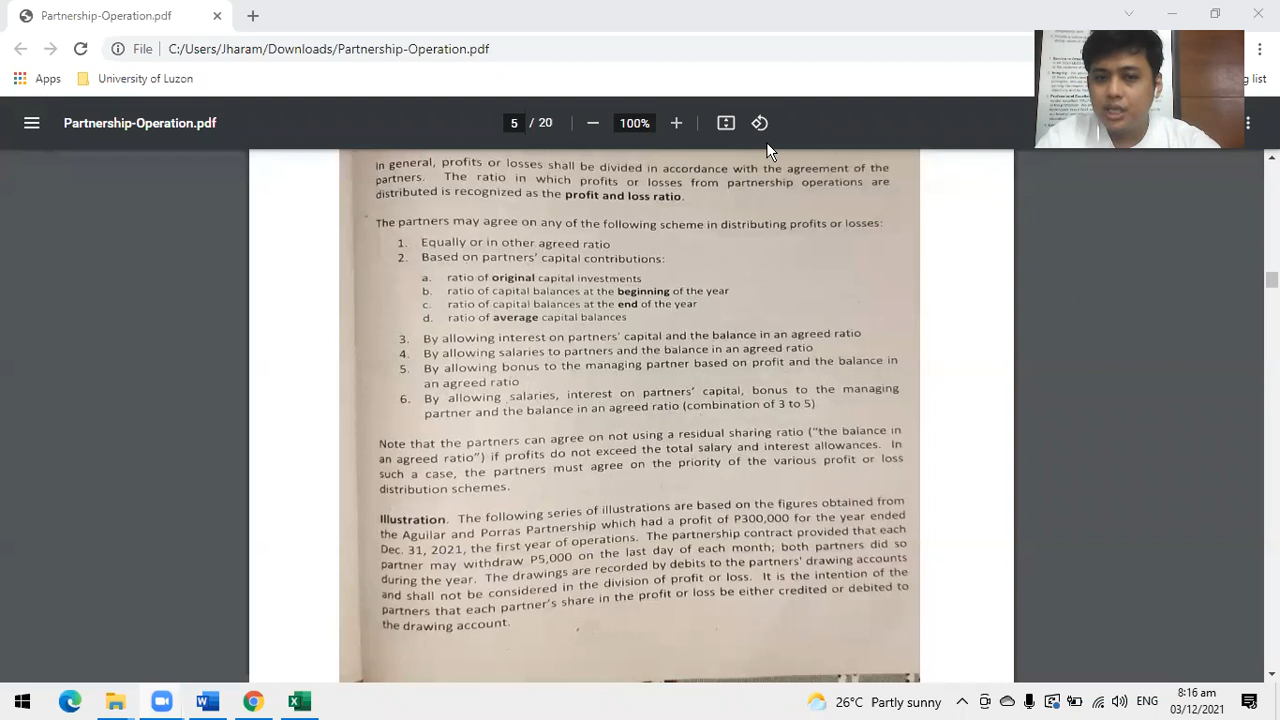 Partnership-Operation.pdf
File C:/Users/Jharam/Downloads/Partnership-Operation.pdf
Apps University of Luzon
g list
Partnership-Operation.pdf 5 / 20 100%
In general, profits or losses shall be divided in accordance with the agreement of the
partners. The ratio in which profits or losses from partnership operations are
distributed is recognized as the profit and loss ratio.
The partners may agree on any of the following scheme in distributing profits or losses:
1. Equally or in other agreed ratio
2. Based on partners' capital contributions:
a. ratio of original capital investments
b. ratio of capital balances at the beginning of the year
c. ratio of capital balances at the end of the year
d. ratio of average capital balances
3. By allowing interest on partners' capital and the balance in an agreed ratio
4. By allowing salaries to partners and the balance in an agreed ratio
5. By allowing bonus to the managing partner based on profit and the balance in
an agreed ratio
6. By allowing salaries, interest on partners' capital, bonus to the managing
partner and the balance in an agreed ratio (combination of 3 to 5)
Note that the partners can agree on not using a residual sharing ratio ("the balance in
an agreed ratio") if profits do not exceed the total salary and interest allowances. In
such a case, the partners must agree on the priority of the various profit or loss
distribution schemes.
Illustration. The following series of illustrations are based on the figures obtained from
the Aguilar and Porras Partnership which had a profit of P300,000 for the year ended
Dec. 31, 2021, the first year of operations. The partnership contract provided that each
partner may withdraw P5,000 on the last day of each month; both partners did so
during the year. The drawings are recorded by debits to the partners' drawing accounts
and shall not be considered in the division of profit or loss. It is the intention of the
partners that each partner's share in the profit or loss be either credited or debited to
the drawing account.
26°C Partly sunny ENG 8:16 am
03/12/2021